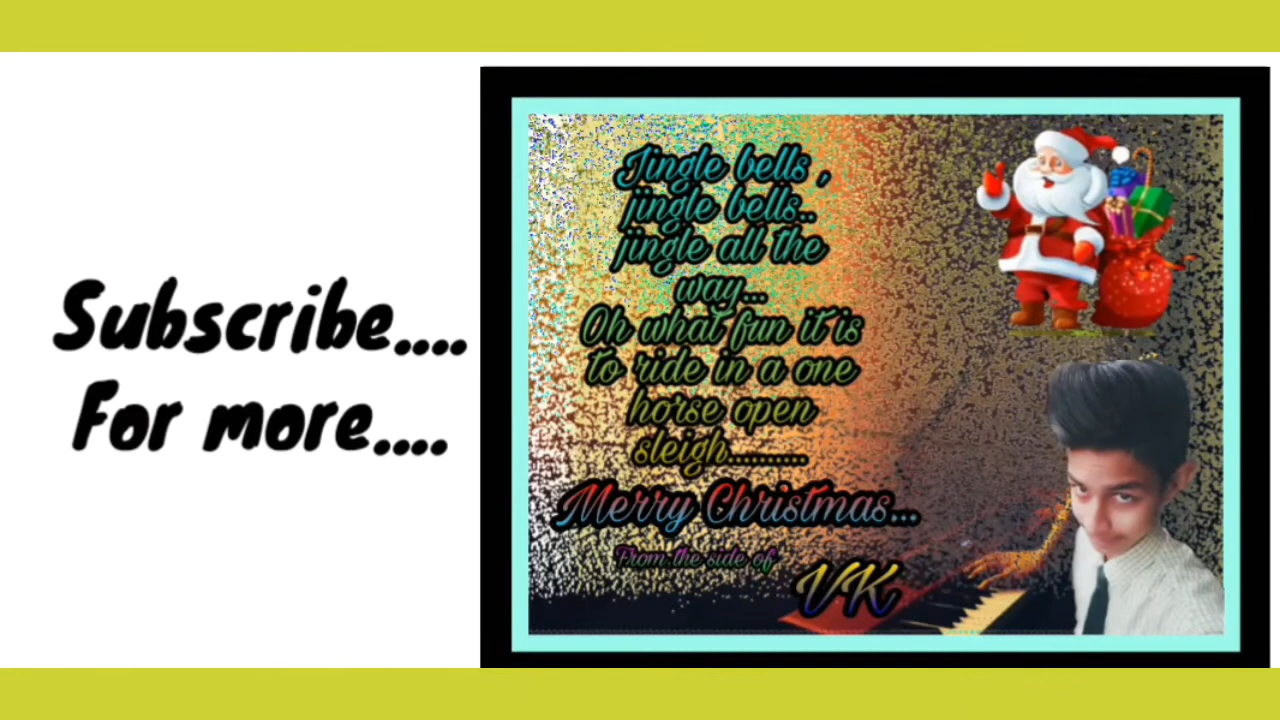 Subscribe....
For more....
Jingle bells ,
jingle bells..
jingle all the
way...
Oh what fun it is
to ride in a one
horse open
sleigh..........
Merry Christmas...
From the side of
VK